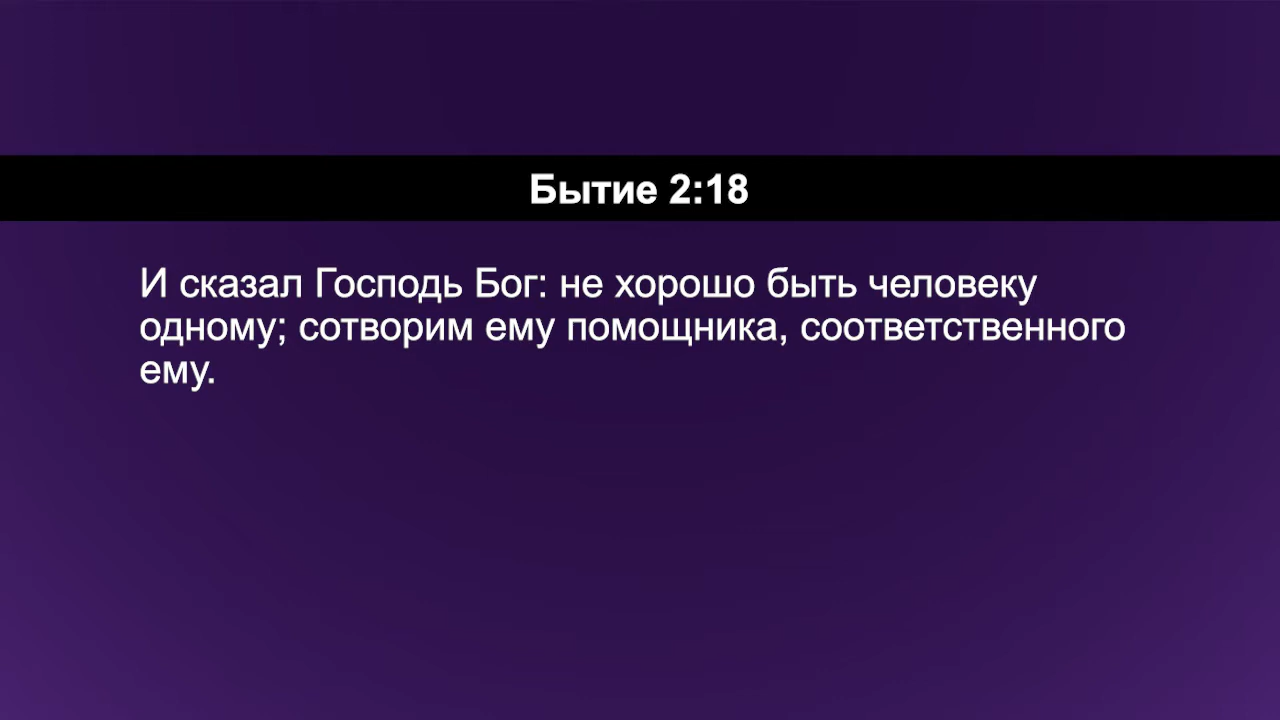 Бытие 2:18
И сказал Господь Бог: не хорошо быть человеку
одному; сотворим ему помощника, соответственного
ему.